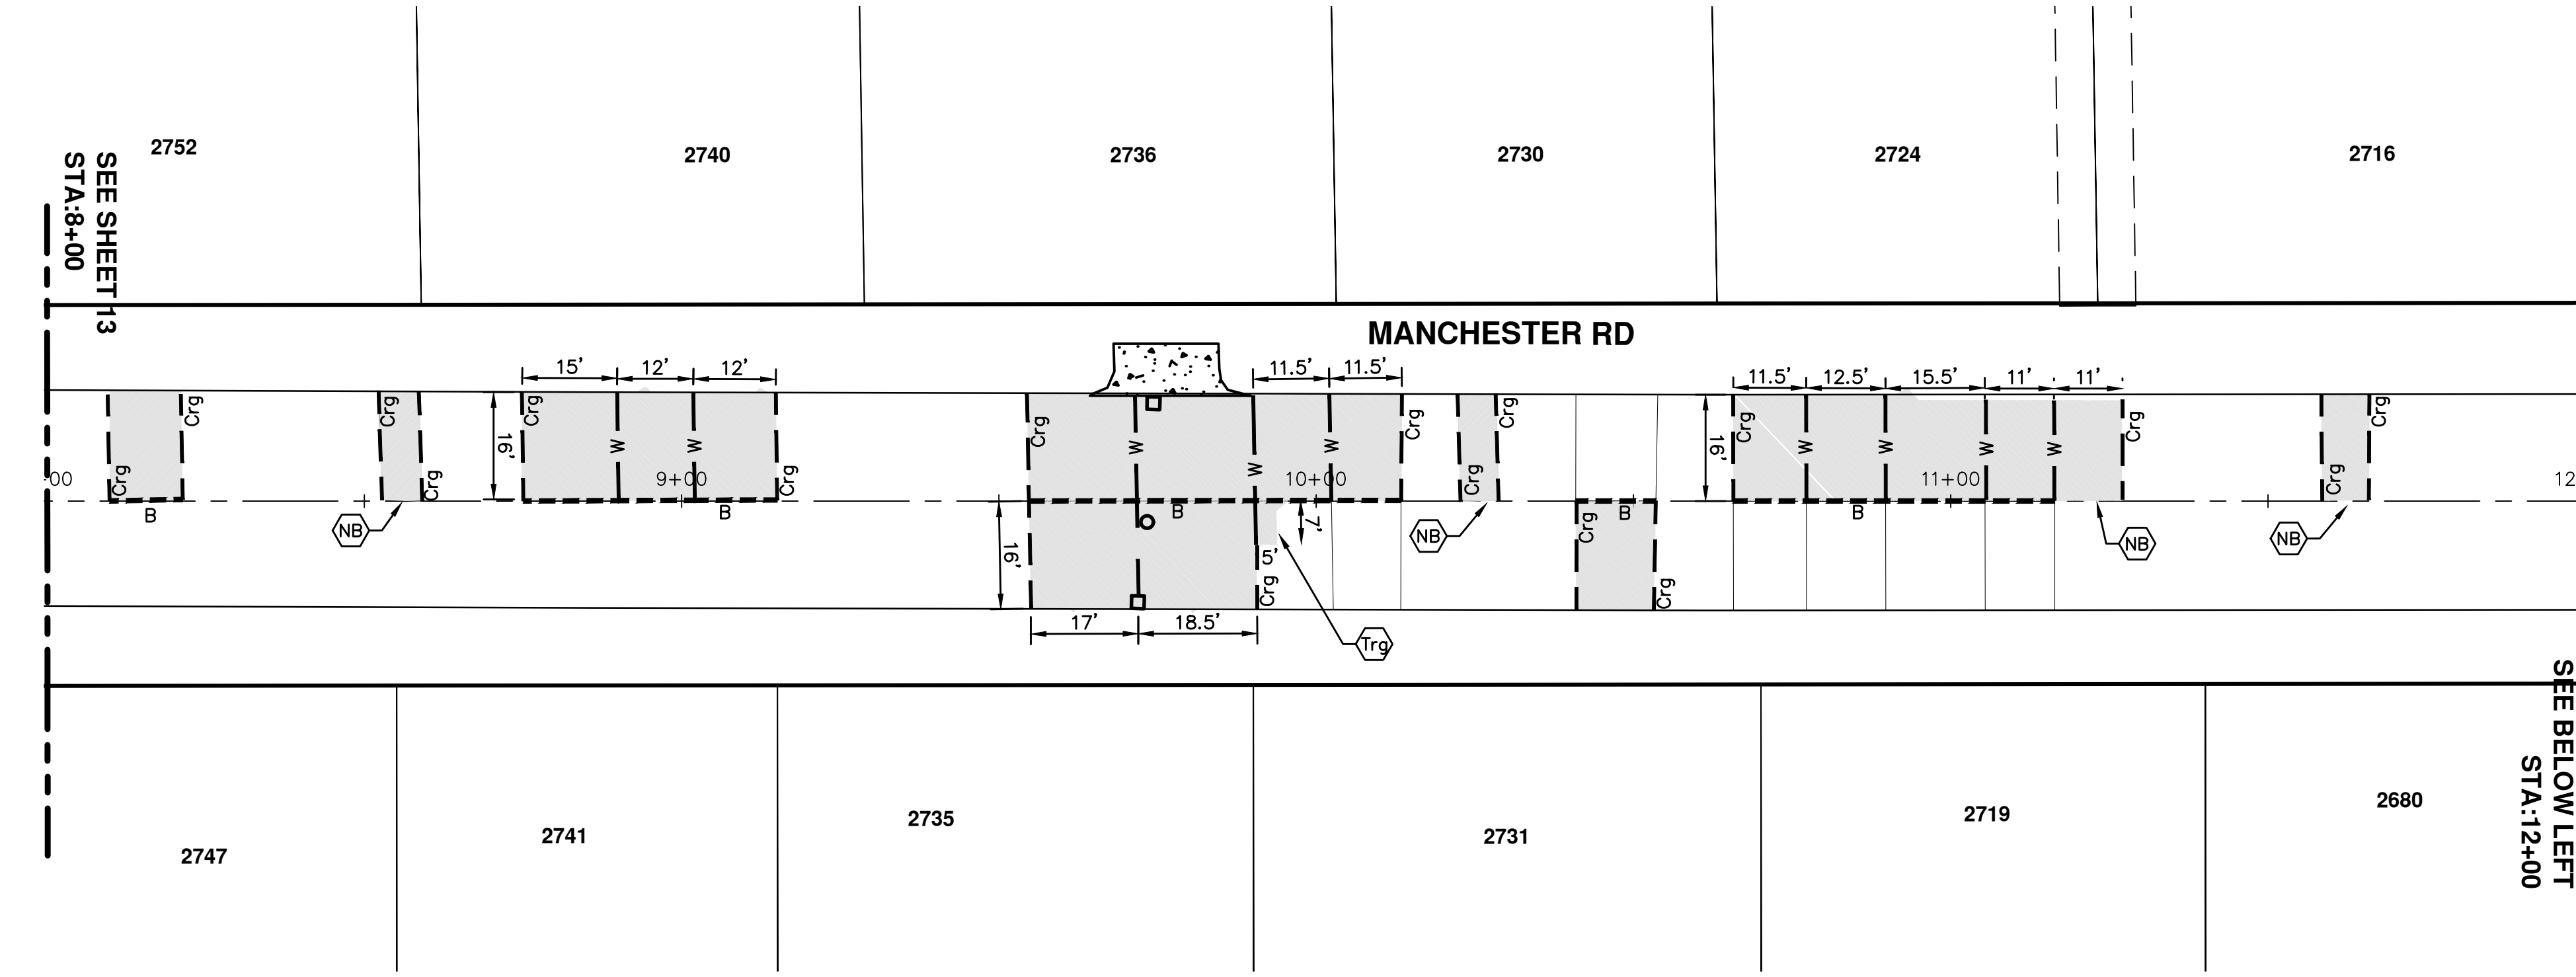 2752
2740
2736
2730
2724
2716
SEE SHEET 13
STA:8+00
MANCHESTER RD
15' 12' 12'
11.5' 11.5'
11.5' 12.5' 15.5' 11' 11'
Crg Crg Crg Crg Crg Crg Crg Crg Crg Crg Crg Crg Crg Crg
16' W W W W W 16' W W W W
:00 9+00 10+00 11+00 12
B B B B B
NB NB NB NB
16' 7' 5'
Crg Crg Crg
Trg
17' 18.5'
SEE BELOW LEFT
STA:12+00
2747
2741
2735
2731
2719
2680